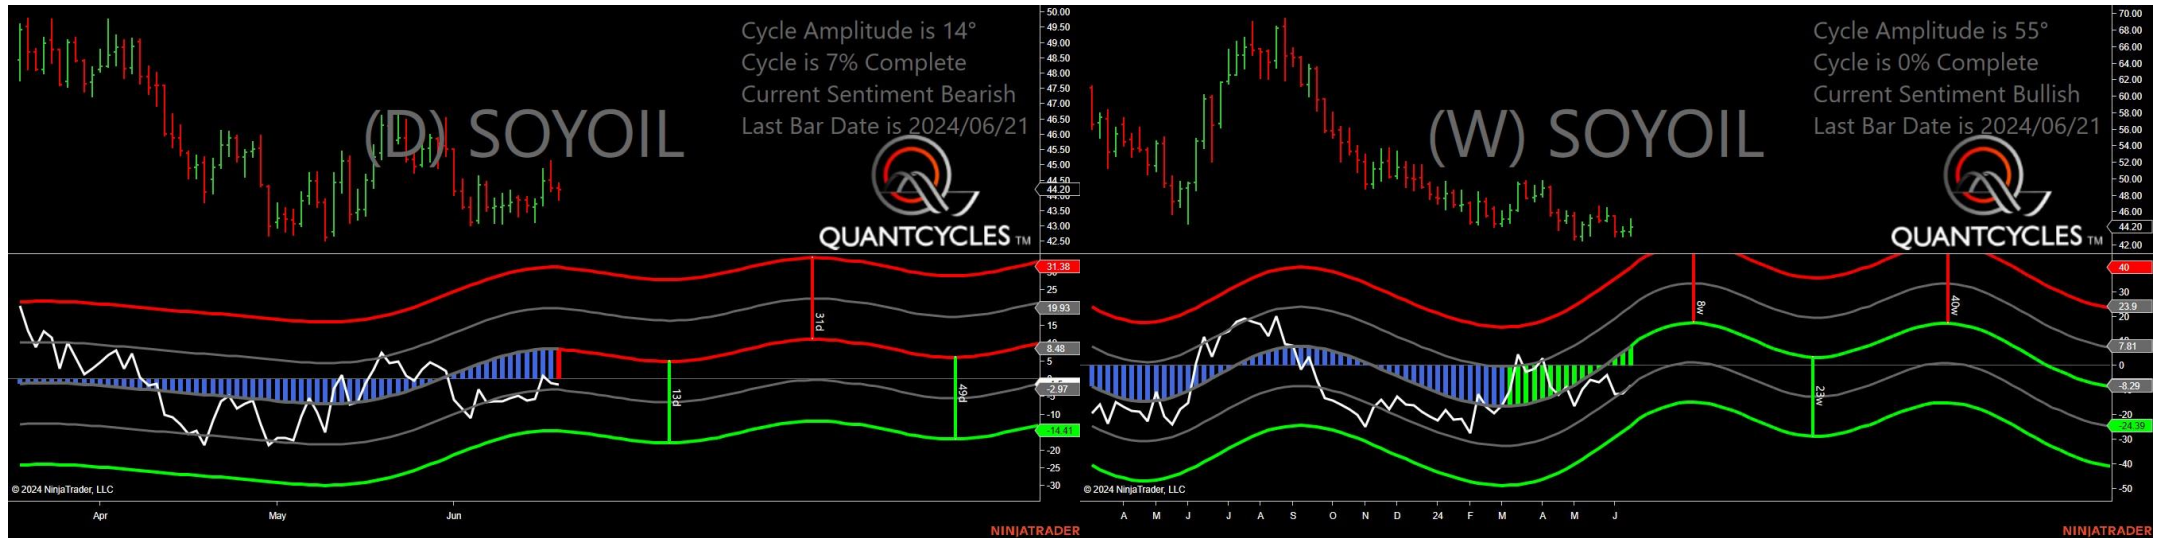 Cycle Amplitude is 14°
Cycle is 7% Complete
Current Sentiment Bearish
Last Bar Date is 2024/06/21
(D) SOYOIL
QUANTCYCLES TM
50.00
49.50
49.00
48.50
48.00
47.50
47.00
46.50
46.00
45.50
45.00
44.50
44.20
43.50
43.00
42.50
31.38
25
19.93
15
8.48
5
-2.97
-10
-14.41
-20
-25
-30
31d
13d
49d
© 2024 NinjaTrader, LLC
Apr
May
Jun
NINJATRADER
Cycle Amplitude is 55°
Cycle is 0% Complete
Current Sentiment Bullish
Last Bar Date is 2024/06/21
(W) SOYOIL
QUANTCYCLES TM
70.00
68.00
66.00
64.00
62.00
60.00
58.00
56.00
54.00
52.00
50.00
48.00
46.00
44.20
42.00
40
30
23.9
20
7.81
0
-8.29
-20
-24.39
-30
-40
-50
8w
40w
23w
© 2024 NinjaTrader, LLC
A M J J A S O N D 24 F M A M J
NINJATRADER